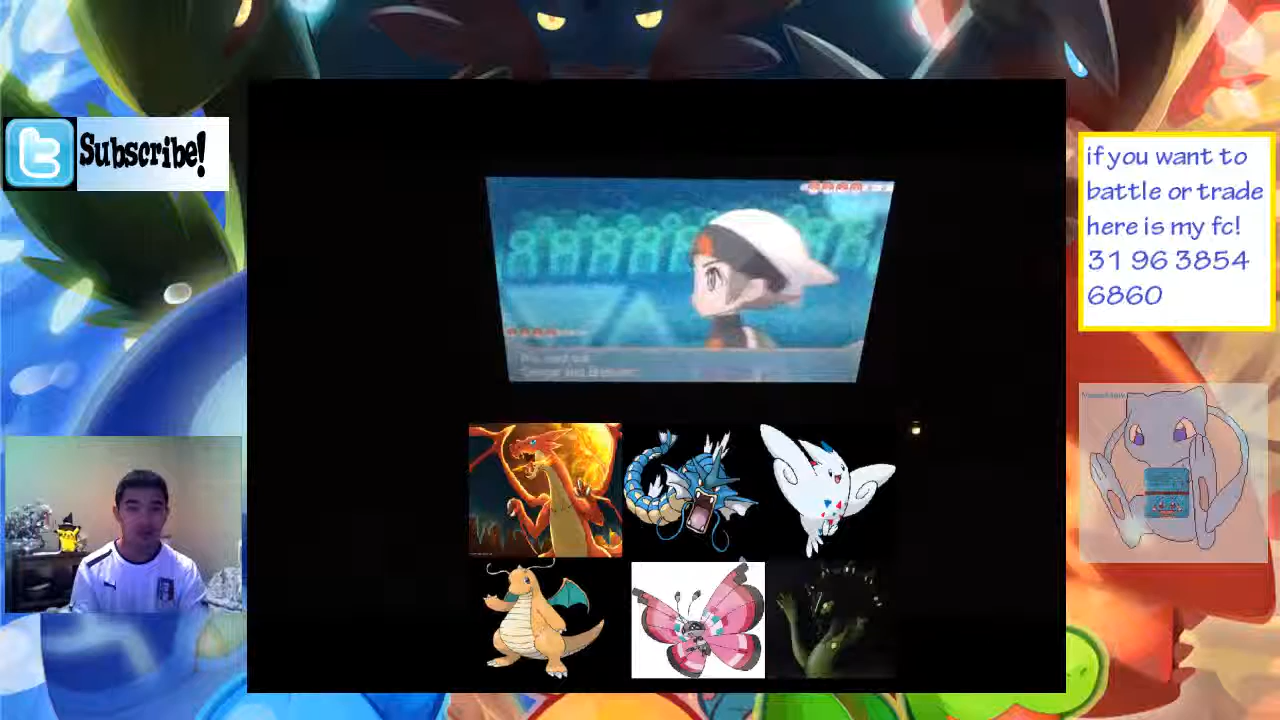 Subscribe!
if you want to
battle or trade
here is my fc!
31 96 3854
6860